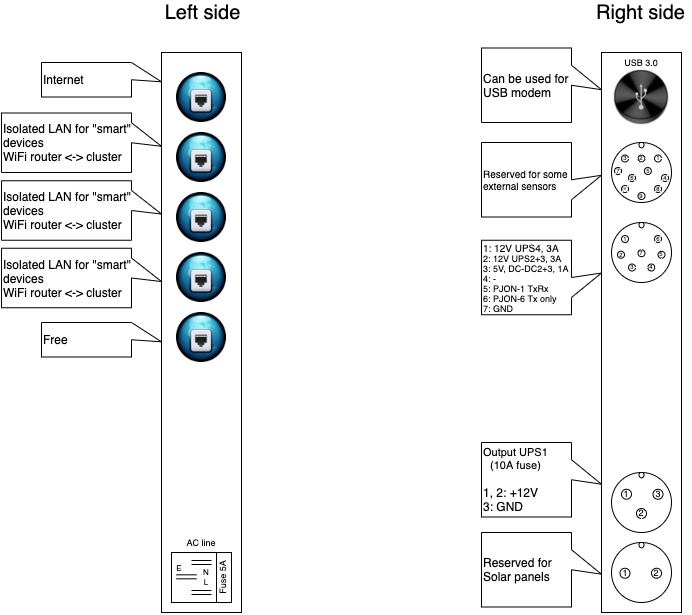 Left side
Internet
Isolated LAN for "smart"
devices
WiFi router <-> cluster
Isolated LAN for "smart"
devices
WiFi router <-> cluster
Isolated LAN for "smart"
devices
WiFi router <-> cluster
Free
AC line
E
N
L
Fuse 5A
Right side
USB 3.0
Can be used for
USB modem
Reserved for some
external sensors
3 2 1
7 5
6 4
8
9
1: 12V UPS4, 3A
2: 12V UPS2+3, 3A
3: 5V, DC-DC2+3, 1A
4: -
5: PJON-1 TxRx
6: PJON-6 Tx only
7: GND
1 6
2 7 5
3 4
Output UPS1
(10A fuse)
1, 2: +12V
3: GND
1 3
2
Reserved for
Solar panels
1 2